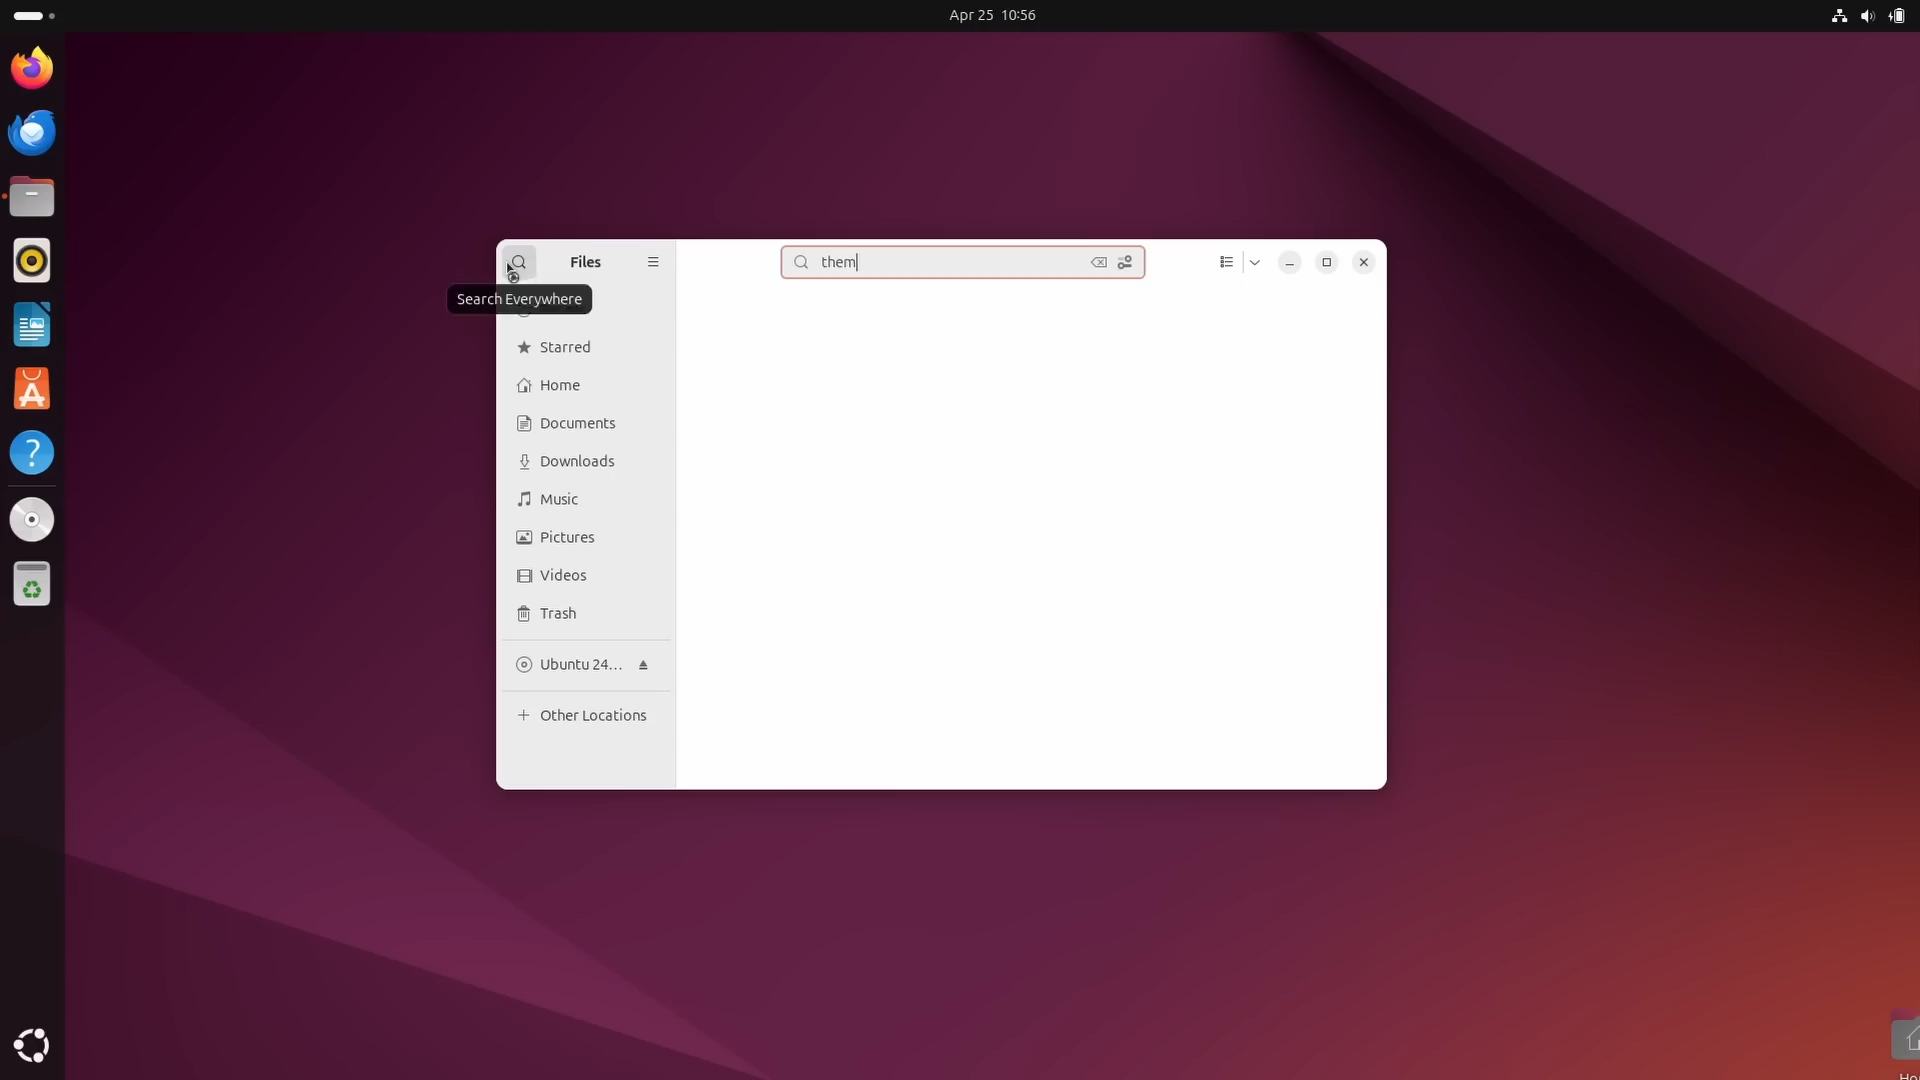 Apr 25 10:56
Files
them
Search Everywhere
Starred
Home
Documents
Downloads
Music
Pictures
Videos
Trash
Ubuntu 24...
Other Locations